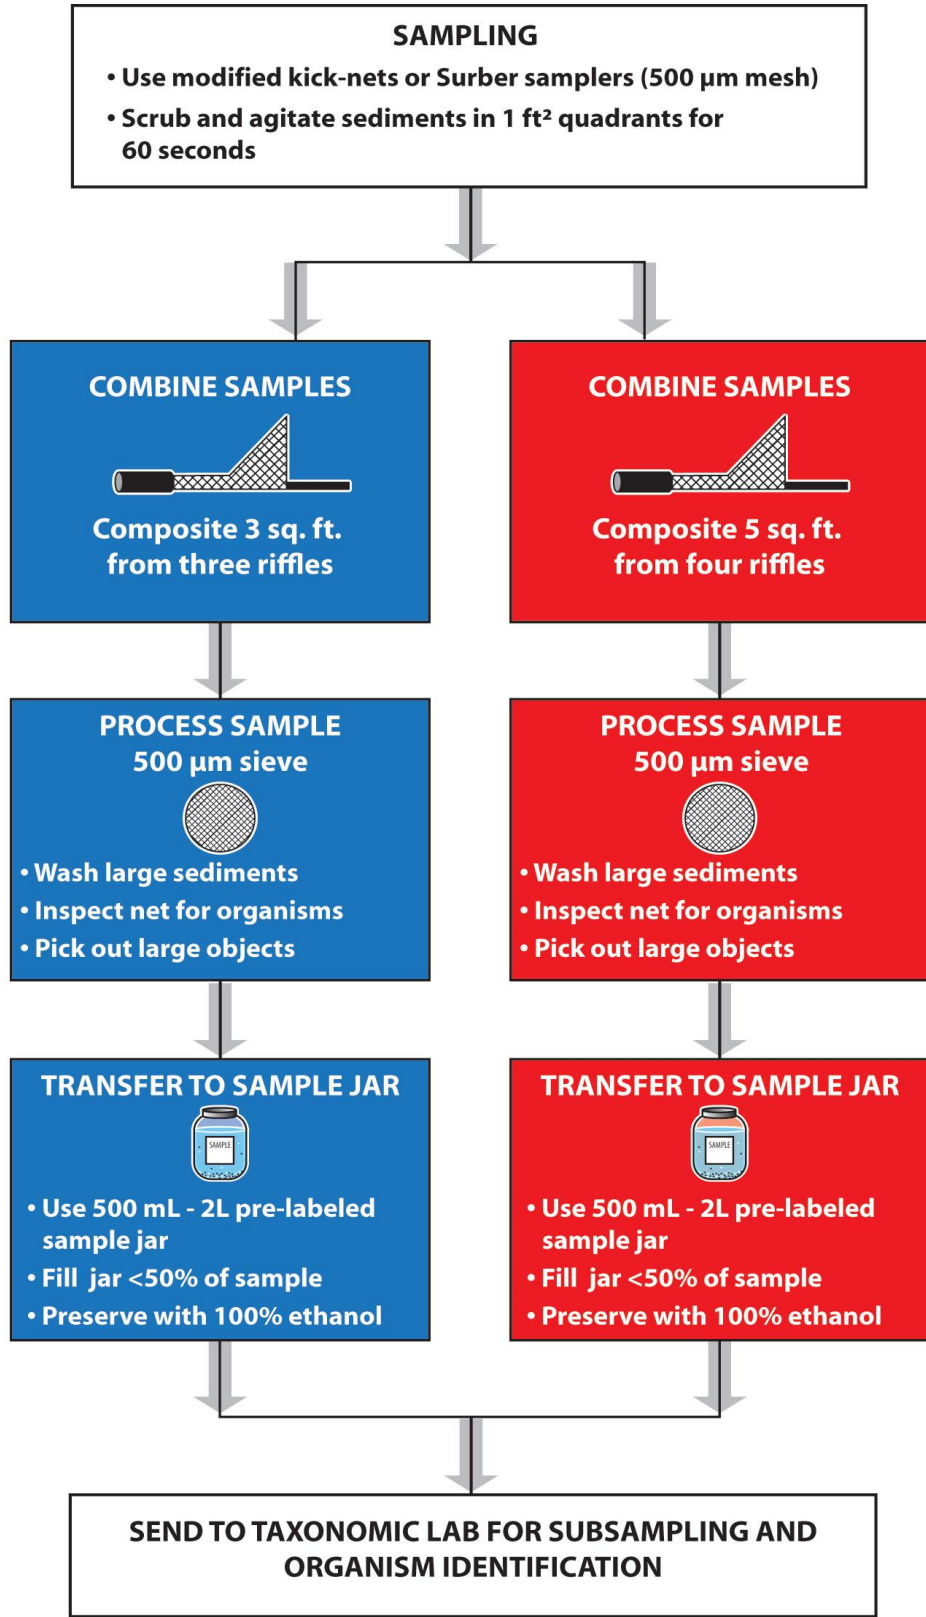 SAMPLING
• Use modified kick-nets or Surber samplers (500 µm mesh)
• Scrub and agitate sediments in 1 ft² quadrants for
60 seconds
COMBINE SAMPLES
Composite 3 sq. ft.
from three riffles
PROCESS SAMPLE
500 µm sieve
• Wash large sediments
• Inspect net for organisms
• Pick out large objects
TRANSFER TO SAMPLE JAR
SAMPLE
• Use 500 mL - 2L pre-labeled
sample jar
• Fill jar <50% of sample
• Preserve with 100% ethanol
COMBINE SAMPLES
Composite 5 sq. ft.
from four riffles
PROCESS SAMPLE
500 µm sieve
• Wash large sediments
• Inspect net for organisms
• Pick out large objects
TRANSFER TO SAMPLE JAR
SAMPLE
• Use 500 mL - 2L pre-labeled
sample jar
• Fill jar <50% of sample
• Preserve with 100% ethanol
SEND TO TAXONOMIC LAB FOR SUBSAMPLING AND
ORGANISM IDENTIFICATION